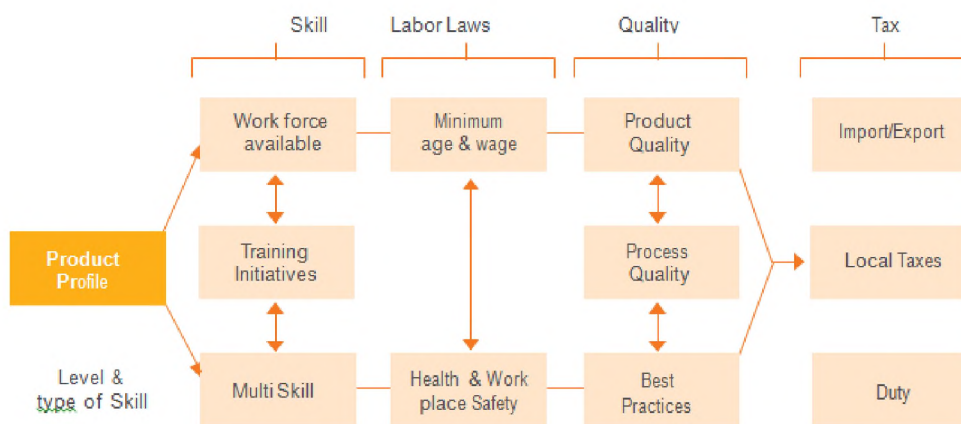 Skill
Labor Laws
Quality
Tax
Work force
available
Minimum
age & wage
Product
Quality
Import/Export
Product
Profile
Training
Initiatives
Process
Quality
Local Taxes
Level &
type of Skill
Multi Skill
Health & Work
place Safety
Best
Practices
Duty